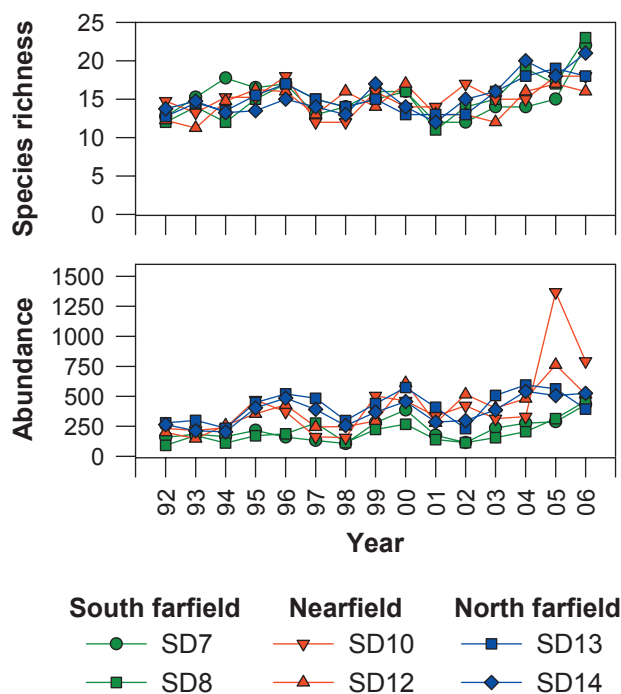 Species richness
25
20
15
10
5
0
Abundance
1500
1250
1000
750
500
250
0
92 93 94 95 96 97 98 99 00 01 02 03 04 05 06
Year
South farfield Nearfield North farfield
SD7 SD10 SD13
SD8 SD12 SD14